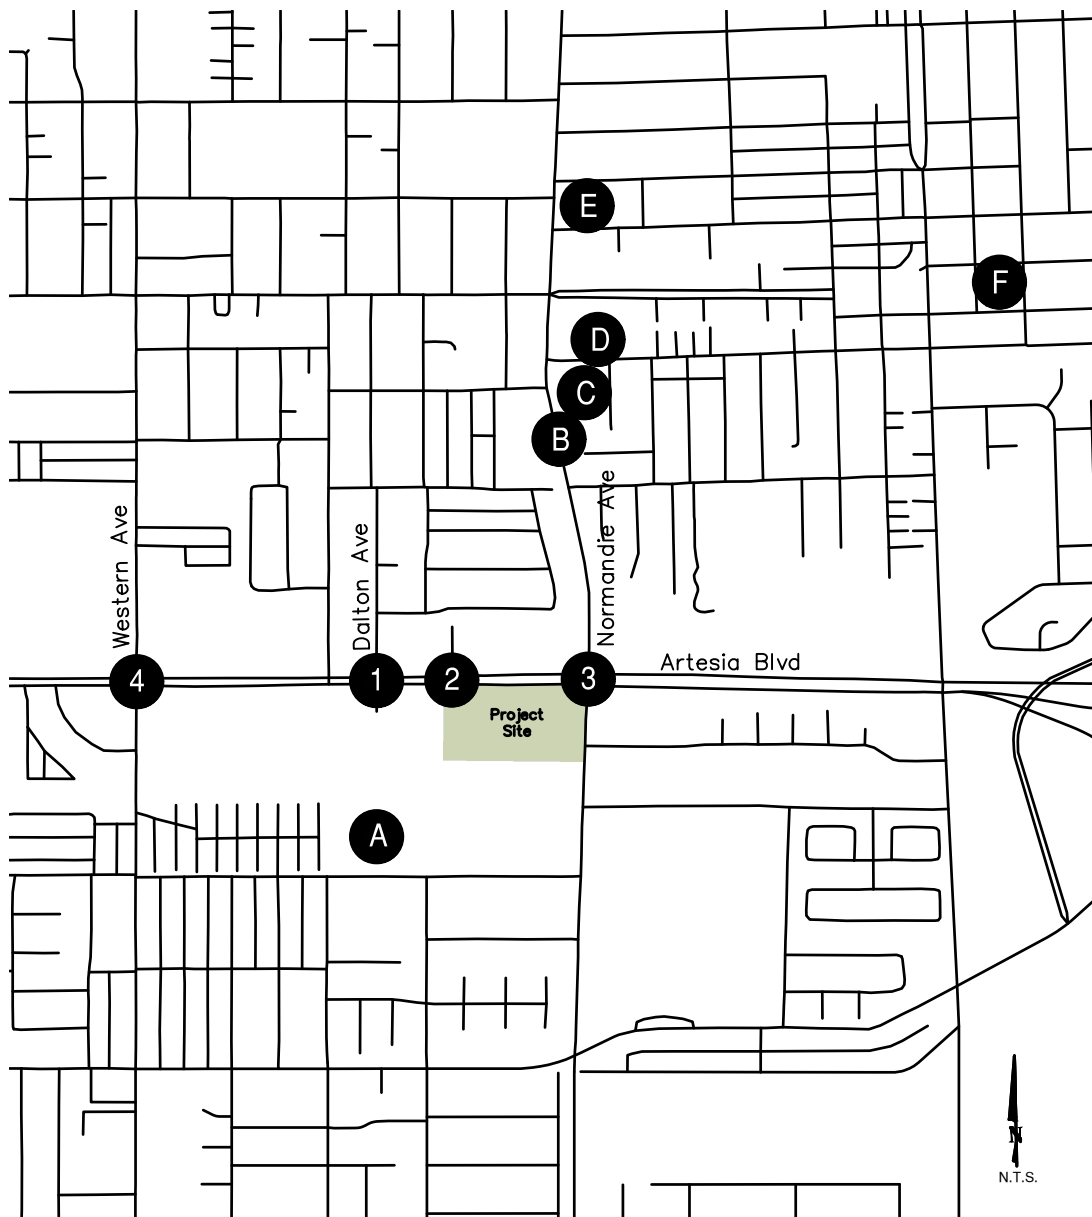 E
F
D
C
B
Western Ave
Dalton Ave
Normandie Ave
Artesia Blvd
4
1
2
3
Project
Site
A
N
N.T.S.